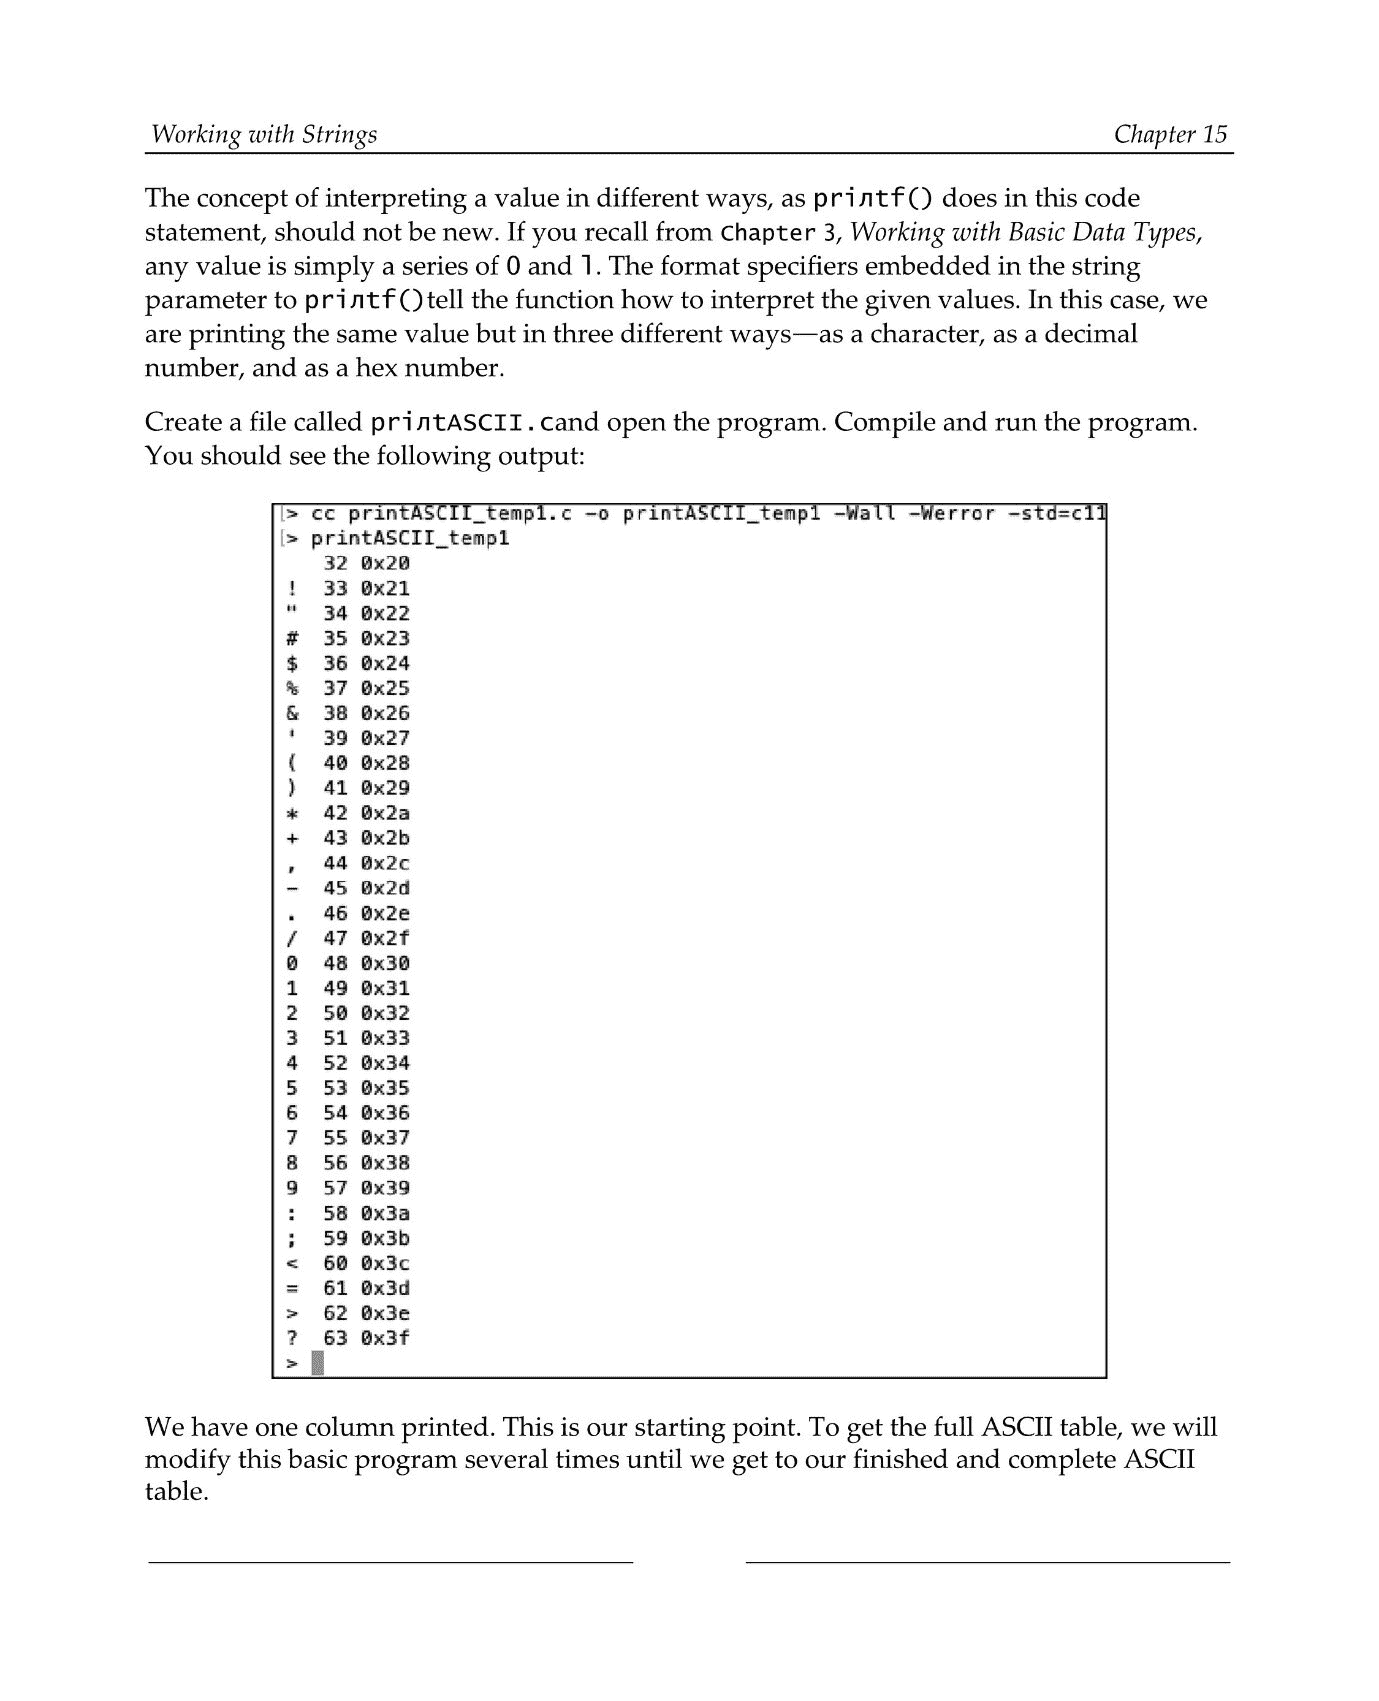 Working with Strings Chapter 15
The concept of interpreting a value in different ways, as printf() does in this code
statement, should not be new. If you recall from Chapter 3, Working with Basic Data Types,
any value is simply a series of 0 and 1. The format specifiers embedded in the string
parameter to printf()tell the function how to interpret the given values. In this case, we
are printing the same value but in three different ways—as a character, as a decimal
number, and as a hex number.
Create a file called printASCII.cand open the program. Compile and run the program.
You should see the following output:
[> cc printASCII_temp1.c -o printASCII_temp1 -Wall -Werror -std=c11
[> printASCII_temp1
32 0x20
! 33 0x21
" 34 0x22
# 35 0x23
$ 36 0x24
% 37 0x25
& 38 0x26
' 39 0x27
( 40 0x28
) 41 0x29
* 42 0x2a
+ 43 0x2b
, 44 0x2c
- 45 0x2d
. 46 0x2e
/ 47 0x2f
0 48 0x30
1 49 0x31
2 50 0x32
3 51 0x33
4 52 0x34
5 53 0x35
6 54 0x36
7 55 0x37
8 56 0x38
9 57 0x39
: 58 0x3a
; 59 0x3b
< 60 0x3c
= 61 0x3d
> 62 0x3e
? 63 0x3f
>
We have one column printed. This is our starting point. To get the full ASCII table, we will
modify this basic program several times until we get to our finished and complete ASCII
table.